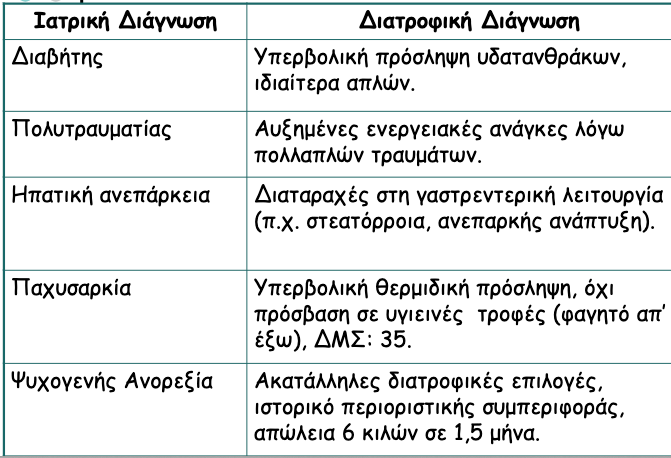 Ιατρική Διάγνωση
Διατροφική Διάγνωση
Διαβήτης
Υπερβολική πρόσληψη υδατανθράκων,
ιδιαίτερα απλών.
Πολυτραυματίας
Αυξημένες ενεργειακές ανάγκες λόγω
πολλαπλών τραυμάτων.
Ηπατική ανεπάρκεια
Διαταραχές στη γαστρεντερική λειτουργία
(π.χ. στεατόρροια, ανεπαρκής ανάπτυξη).
Παχυσαρκία
Υπερβολική θερμιδική πρόσληψη, όχι
πρόσβαση σε υγιεινές  τροφές (φαγητό απ'
έξω), ΔΜΣ: 35.
Ψυχογενής Ανορεξία
Ακατάλληλες διατροφικές επιλογές,
ιστορικό περιοριστικής συμπεριφοράς,
απώλεια 6 κιλών σε 1,5 μήνα.